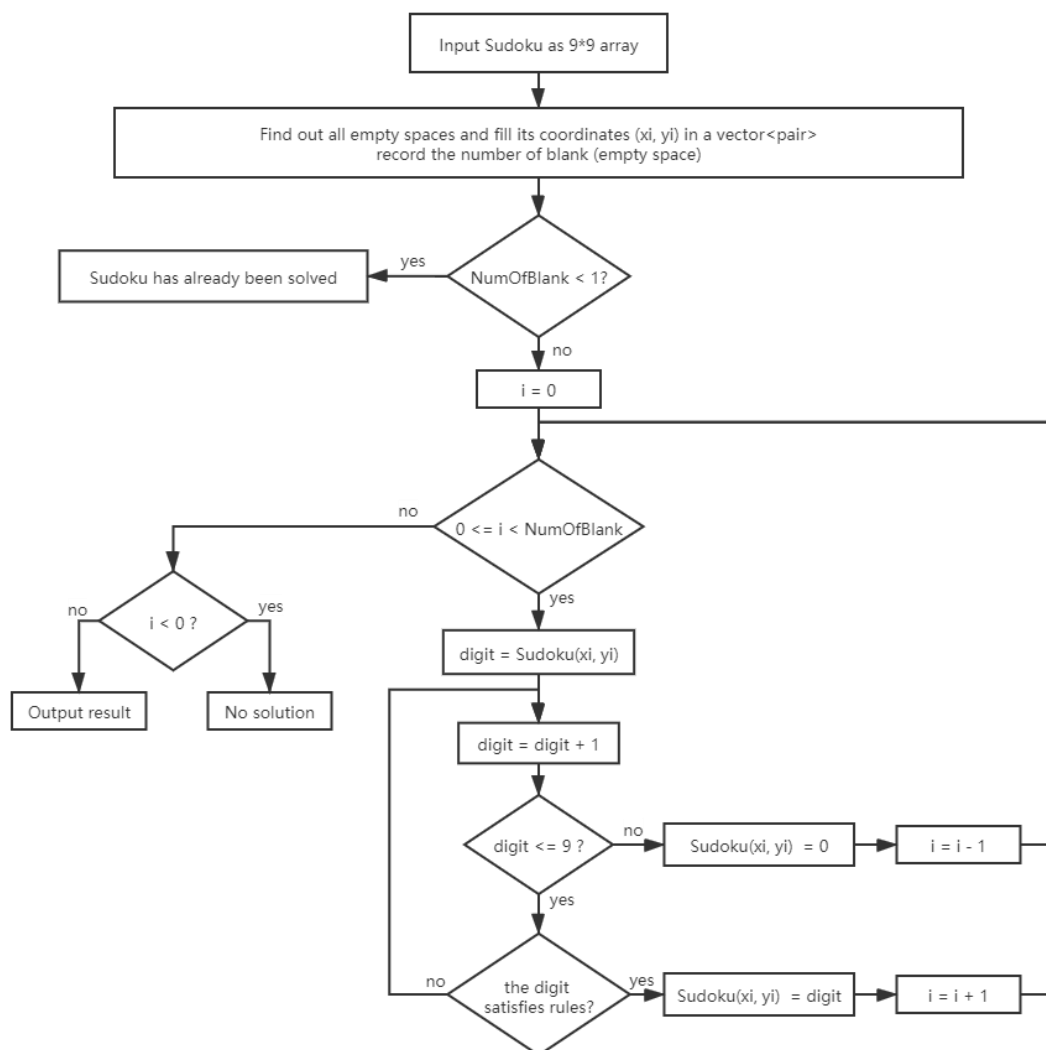 Input Sudoku as 9*9 array
Find out all empty spaces and fill its coordinates (xi, yi) in a vector<pair>
record the number of blank (empty space)
NumOfBlank < 1?
yes
Sudoku has already been solved
no
i = 0
0 <= i < NumOfBlank
no
i < 0 ?
no
yes
Output result
No solution
yes
digit = Sudoku(xi, yi)
digit = digit + 1
digit <= 9 ?
no
Sudoku(xi, yi)  = 0
i = i - 1
yes
the digit
satisfies rules?
no
yes
Sudoku(xi, yi)  = digit
i = i + 1